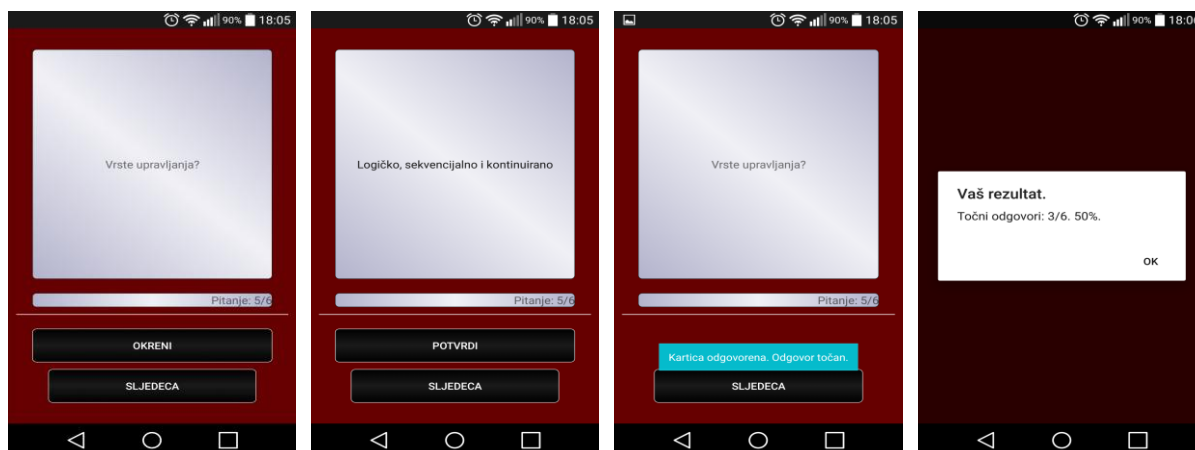 90% 18:05
Vrste upravljanja?
Pitanje: 5/6
OKRENI
SLJEDECA
90% 18:05
Logičko, sekvencijalno i kontinuirano
Pitanje: 5/6
POTVRDI
SLJEDECA
90% 18:05
Vrste upravljanja?
Pitanje: 5/6
Kartica odgovorena. Odgovor točan.
SLJEDECA
90% 18:06
Vaš rezultat.
Točni odgovori: 3/6. 50%.
OK